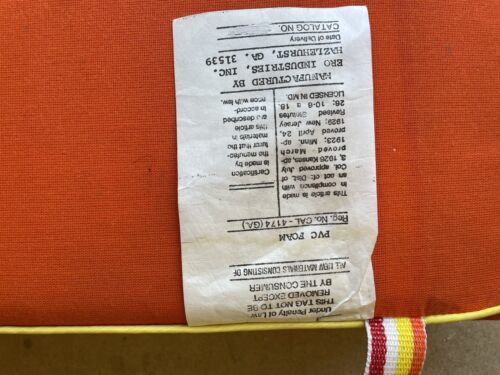 Under Penalty of Law
THIS TAG NOT TO BE
REMOVED EXCEPT
BY THE CONSUMER
ALL NEW MATERIALS CONSISTING OF
PVC FOAM
Reg. No. CAL - 4174 (GA)
This article is made
in compliance with
an act of Dist. of
Col. approved July
3, 1926 Kansas, ap-
proved March
1923; Minn. ap-
proved April 24,
1929; New Jersey
Revised Statutes
26; 10-6 a 18.
LICENSED IN MD.
Certification
is made by
the manufac-
turer that the
materials in
this article
are described
in accord-
ance with law.
MANUFACTURED BY
ERO INDUSTRIES, INC.
HAZLEHURST, GA. 31539
Date of Delivery
CATALOG NO.